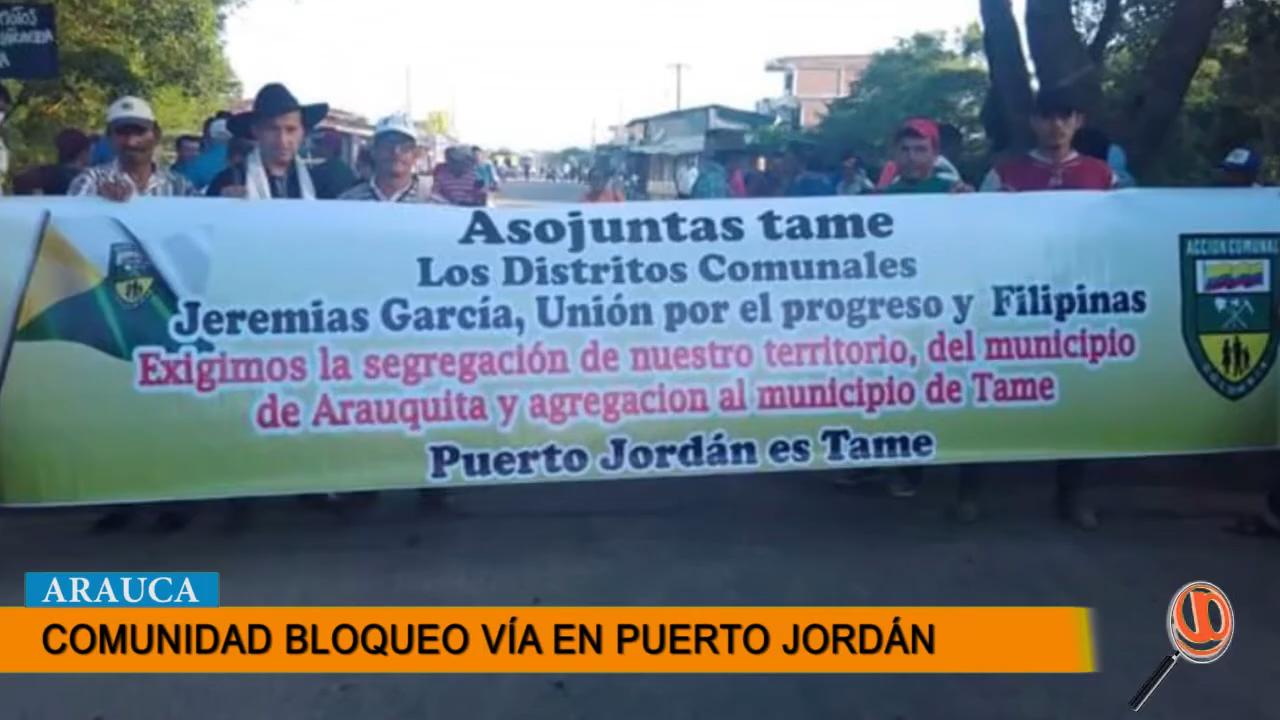 Asojuntas tame
Los Distritos Comunales
Jeremias García, Unión por el progreso y Filipinas
Exigimos la segregación de nuestro territorio, del municipio
de Arauquita y agregacion al municipio de Tame
Puerto Jordán es Tame
ACCION COMUNAL
COLOMBIA
ARAUCA
COMUNIDAD BLOQUEO VÍA EN PUERTO JORDÁN